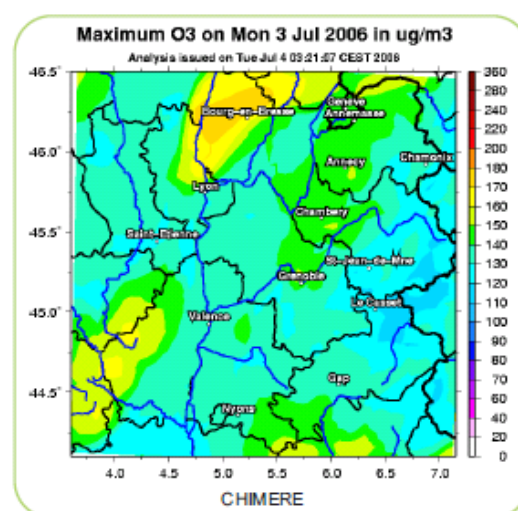 Maximum O3 on Mon 3 Jul 2006 in ug/m3
Analysis issued on Tue Jul 4 03:21:07 CEST 2006
46.5°
46.0°
45.5°
45.0°
44.5°
Bourg-en-Bresse
Genève
Annemasse
Annecy
Chamonix
Lyon
Chambery
Saint-Etienne
St-Jean-de-Mne
Grenoble
Valence
Gap
Nyons
4.0
4.5
5.0
5.5
6.0
6.5
7.0
360
280
220
200
190
180
170
160
150
140
130
120
110
100
90
80
70
60
40
20
0
CHIMERE